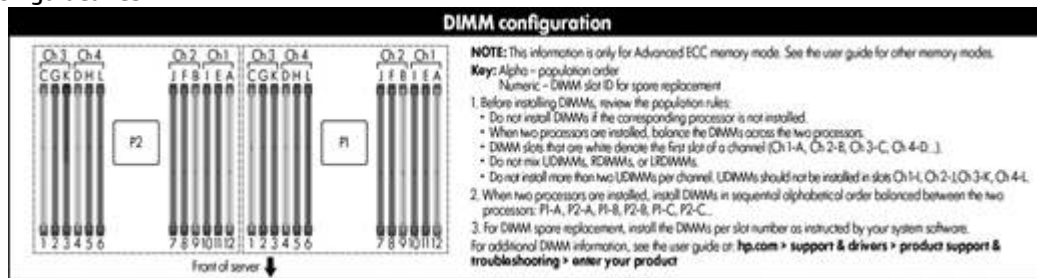 DIMM configuration
Ch 3 Ch 4 Ch 2 Ch 1 Ch 3 Ch 4 Ch 2 Ch 1
C G K D H L J F B I E A C G K D H L J F B I E A
P2 P1
1 2 3 4 5 6 7 8 9 10 11 12 1 2 3 4 5 6 7 8 9 10 11 12
Front of server
NOTE: This information is only for Advanced ECC memory mode. See the user guide for other memory modes.
Key: Alpha = population order
Numeric = DIMM slot ID for spare replacement
1. Before installing DIMMs, review the population rules:
• Do not install DIMMs if the corresponding processor is not installed.
• When two processors are installed, balance the DIMMs across the two processors.
• DIMM slots that are white denote the first slot of a channel (Ch 1-A, Ch 2-B, Ch 3-C, Ch 4-D...).
• Do not mix UDIMMs, RDIMMs, or LRDIMMs.
• Do not install more than two UDIMMs per channel. UDIMMs should not be installed in slots Ch 1-I, Ch 2-J, Ch 3-K, Ch 4-L.
2. When two processors are installed, install DIMMs in sequential alphabetical order balanced between the two
processors: P1-A, P2-A, P1-B, P2-B, P1-C, P2-C...
3. For DIMM spare replacement, install the DIMMs per slot number as instructed by your system software.
For additional DIMM information, see the user guide at: hp.com > support & drivers > product support &
troubleshooting > enter your product